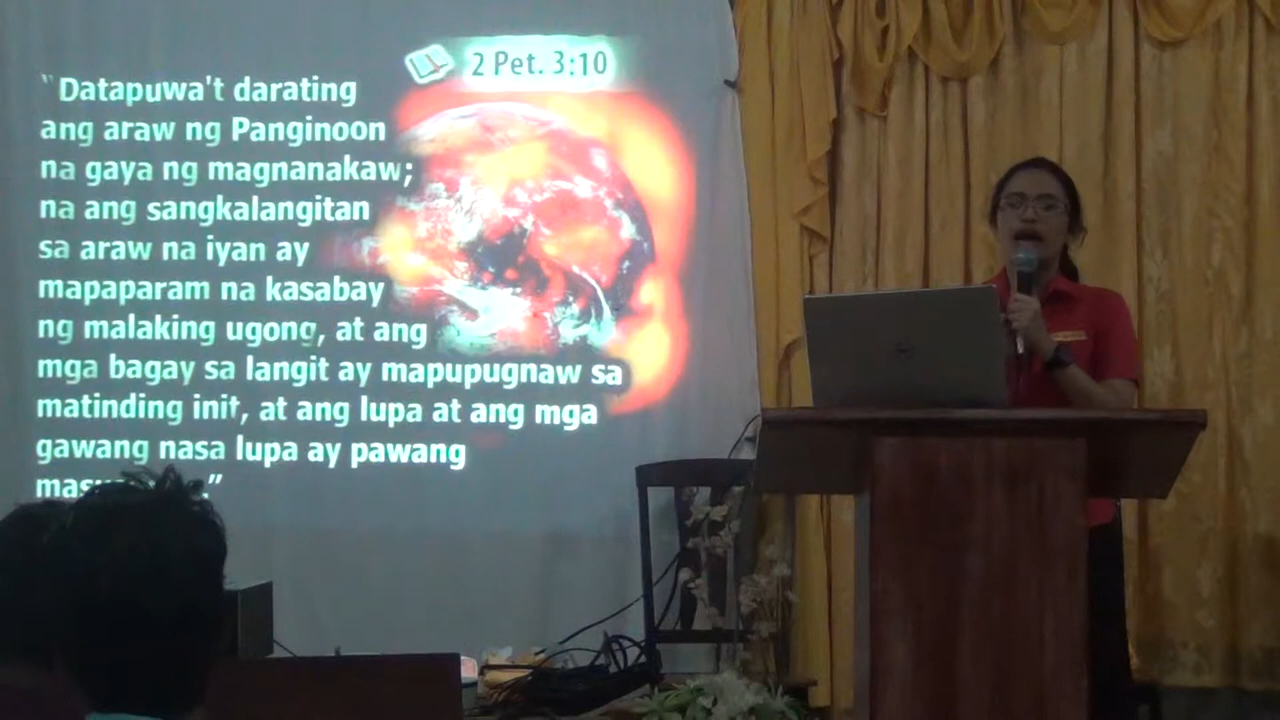 2 Pet. 3:10
"Datapuwa't darating
ang araw ng Panginoon
na gaya ng magnanakaw;
na ang sangkalangitan
sa araw na iyan ay
mapaparam na kasabay
ng malaking ugong, at ang
mga bagay sa langit ay mapupugnaw sa
matinding init, at ang lupa at ang mga
gawang nasa lupa ay pawang